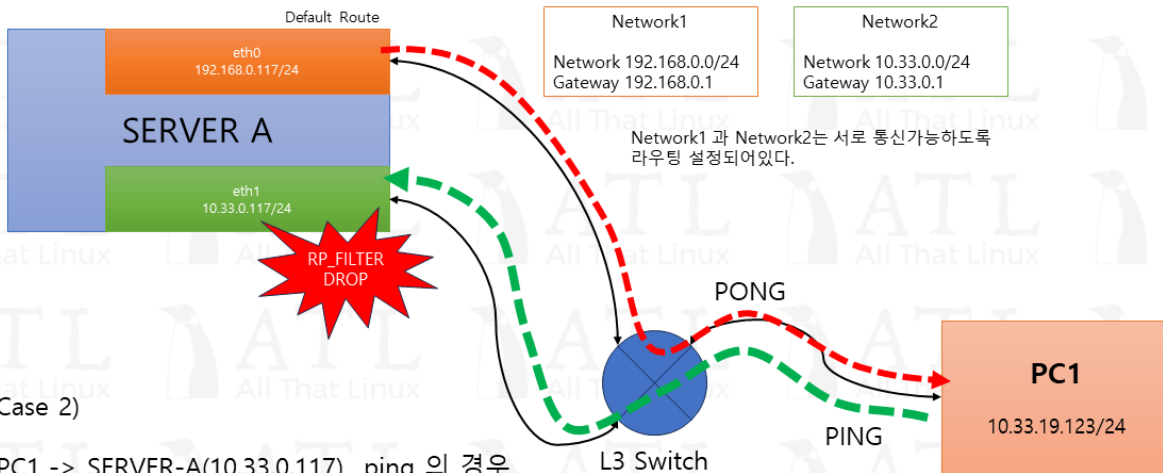 Default Route
eth0
192.168.0.117/24
SERVER A
eth1
10.33.0.117/24
RP_FILTER
DROP
Network1
Network 192.168.0.0/24
Gateway 192.168.0.1
Network2
Network 10.33.0.0/24
Gateway 10.33.0.1
Network1 과 Network2는 서로 통신가능하도록
라우팅 설정되어있다.
PONG
PING
L3 Switch
PC1
10.33.19.123/24
Case 2)
PC1 -> SERVER-A(10.33.0.117) ping 의 경우
ATL
All That Linux